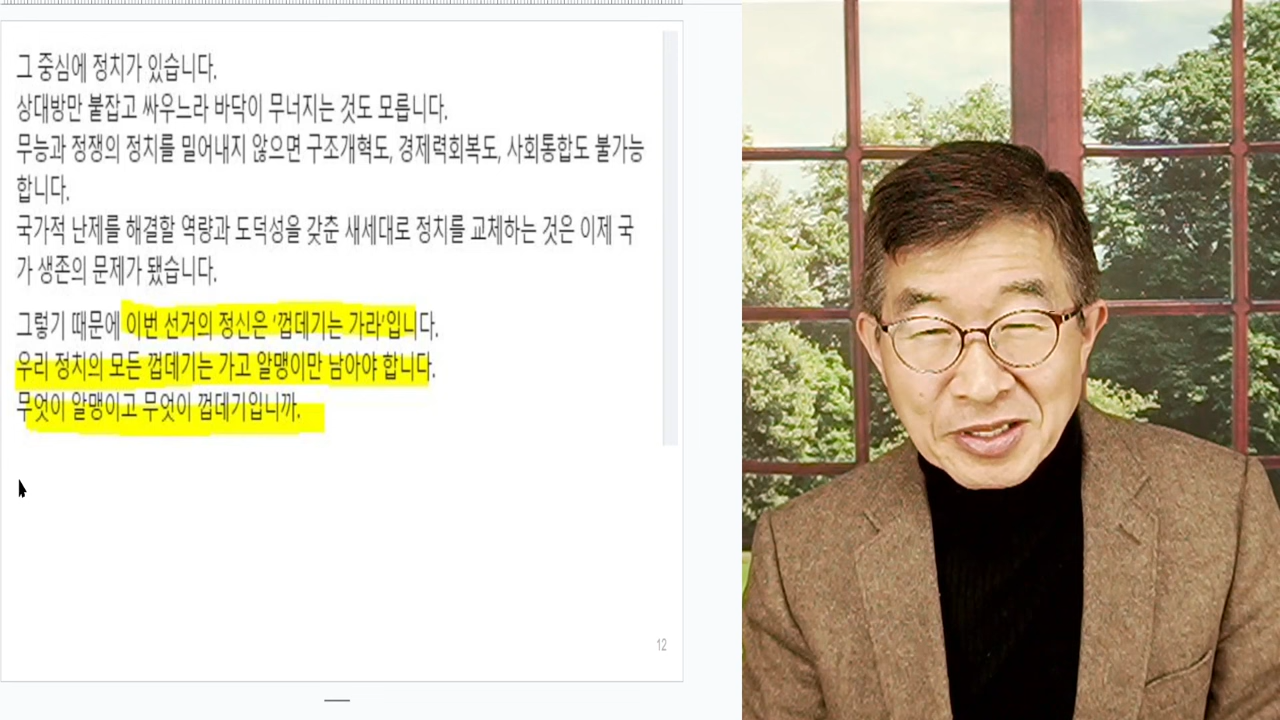 그 중심에 정치가 있습니다.
상대방만 붙잡고 싸우느라 바닥이 무너지는 것도 모릅니다.
무능과 정쟁의 정치를 밀어내지 않으면 구조개혁도, 경제력회복도, 사회통합도 불가능
합니다.
국가적 난제를 해결할 역량과 도덕성을 갖춘 새세대로 정치를 교체하는 것은 이제 국
가 생존의 문제가 됐습니다.
그렇기 때문에 이번 선거의 정신은 ‘껍데기는 가라’입니다.
우리 정치의 모든 껍데기는 가고 알맹이만 남아야 합니다.
무엇이 알맹이고 무엇이 껍데기입니까.
12